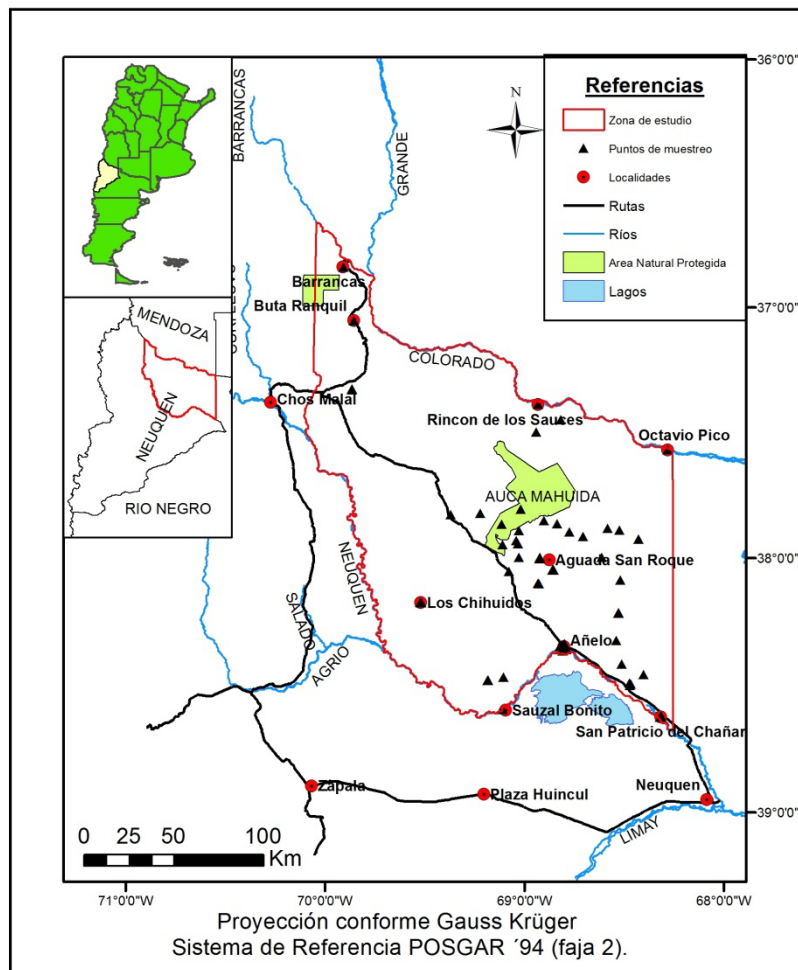 BARRANCAS
GRANDE
N
36°0'0"
Referencias
Zona de estudio
Puntos de muestreo
Localidades
Rutas
Ríos
Area Natural Protegida
Lagos
Barrancas
Buta Ranquil
37°0'0"
MENDOZA
NEUQUEN
RIO NEGRO
COLORADO
Chos Malal
Rincon de los Sauces
Octavio Pico
AUCA MAHUIDA
NEUQUEN
38°0'0"
Aguada San Roque
Los Chihuidos
SALADO
AGRIO
Añelo
Sauzal Bonito
San Patricio del Chañar
Zapala
Plaza Huincul
Neuquen
39°0'0"
LIMAY
0 25 50 100
Km
71°0'0"W 70°0'0"W 69°0'0"W 68°0'0"W
Proyección conforme Gauss Krüger
Sistema de Referencia POSGAR ´94 (faja 2).